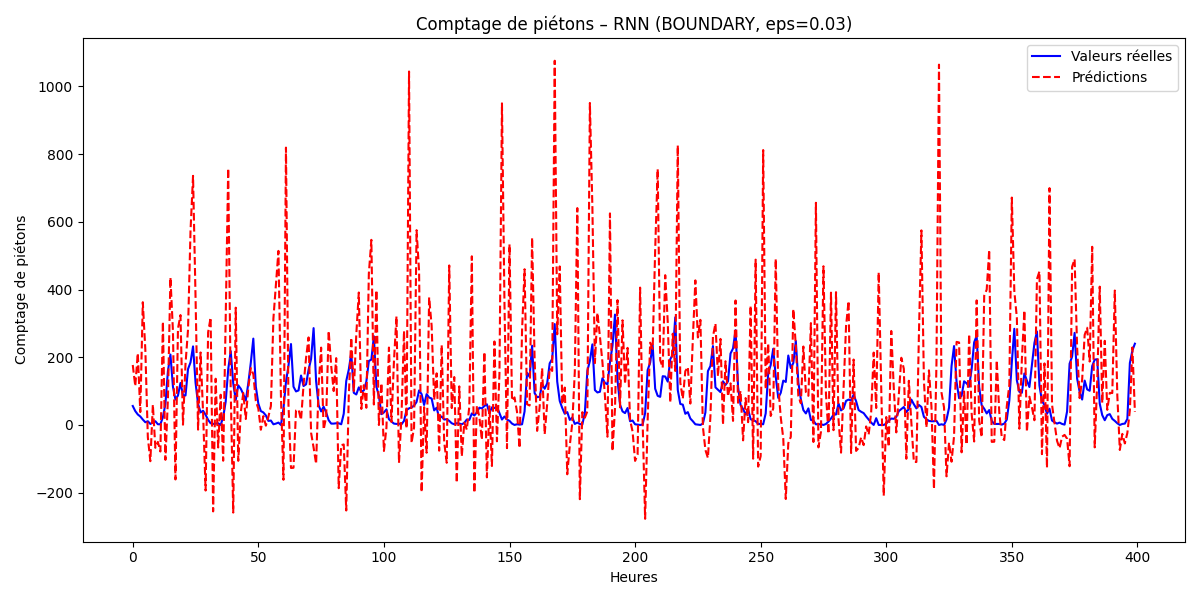 Comptage de piétons – RNN (BOUNDARY, eps=0.03)
Valeurs réelles
Prédictions
Comptage de piétons
1000
800
600
400
200
0
−200
0 50 100 150 200 250 300 350 400
Heures